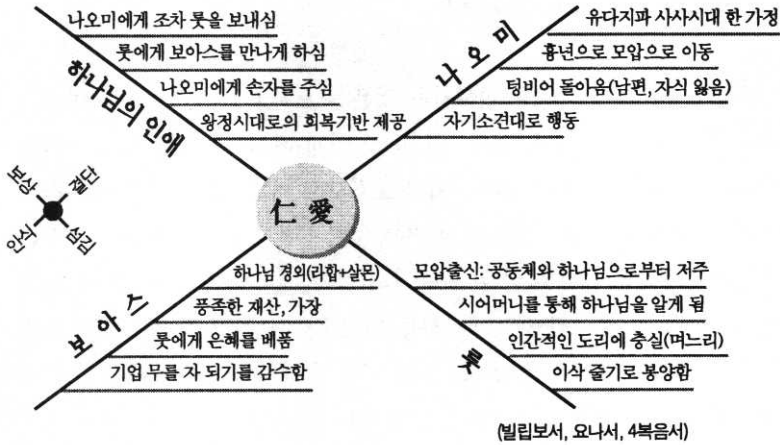 나오미에게 조차 룻을 보내심
룻에게 보아스를 만나게 하심
나오미에게 손자를 주심
왕정시대로의 회복기반 제공
하나님의 인애
유다지파 사사시대 한 가정
흉년으로 모압으로 이동
텅비어 돌아옴(남편, 자식 잃음)
자기소견대로 행동
나오미
보상
결단
안식
섬김
仁愛
하나님 경외(라합+살몬)
풍족한 재산, 가장
룻에게 은혜를 베품
기업 무를 자 되기를 감수함
보아스
모압출신: 공동체와 하나님으로부터 저주
시어머니를 통해 하나님을 알게 됨
인간적인 도리에 충실(며느리)
이삭 줄기로 봉양함
룻
(빌립보서, 요나서, 4복음서)